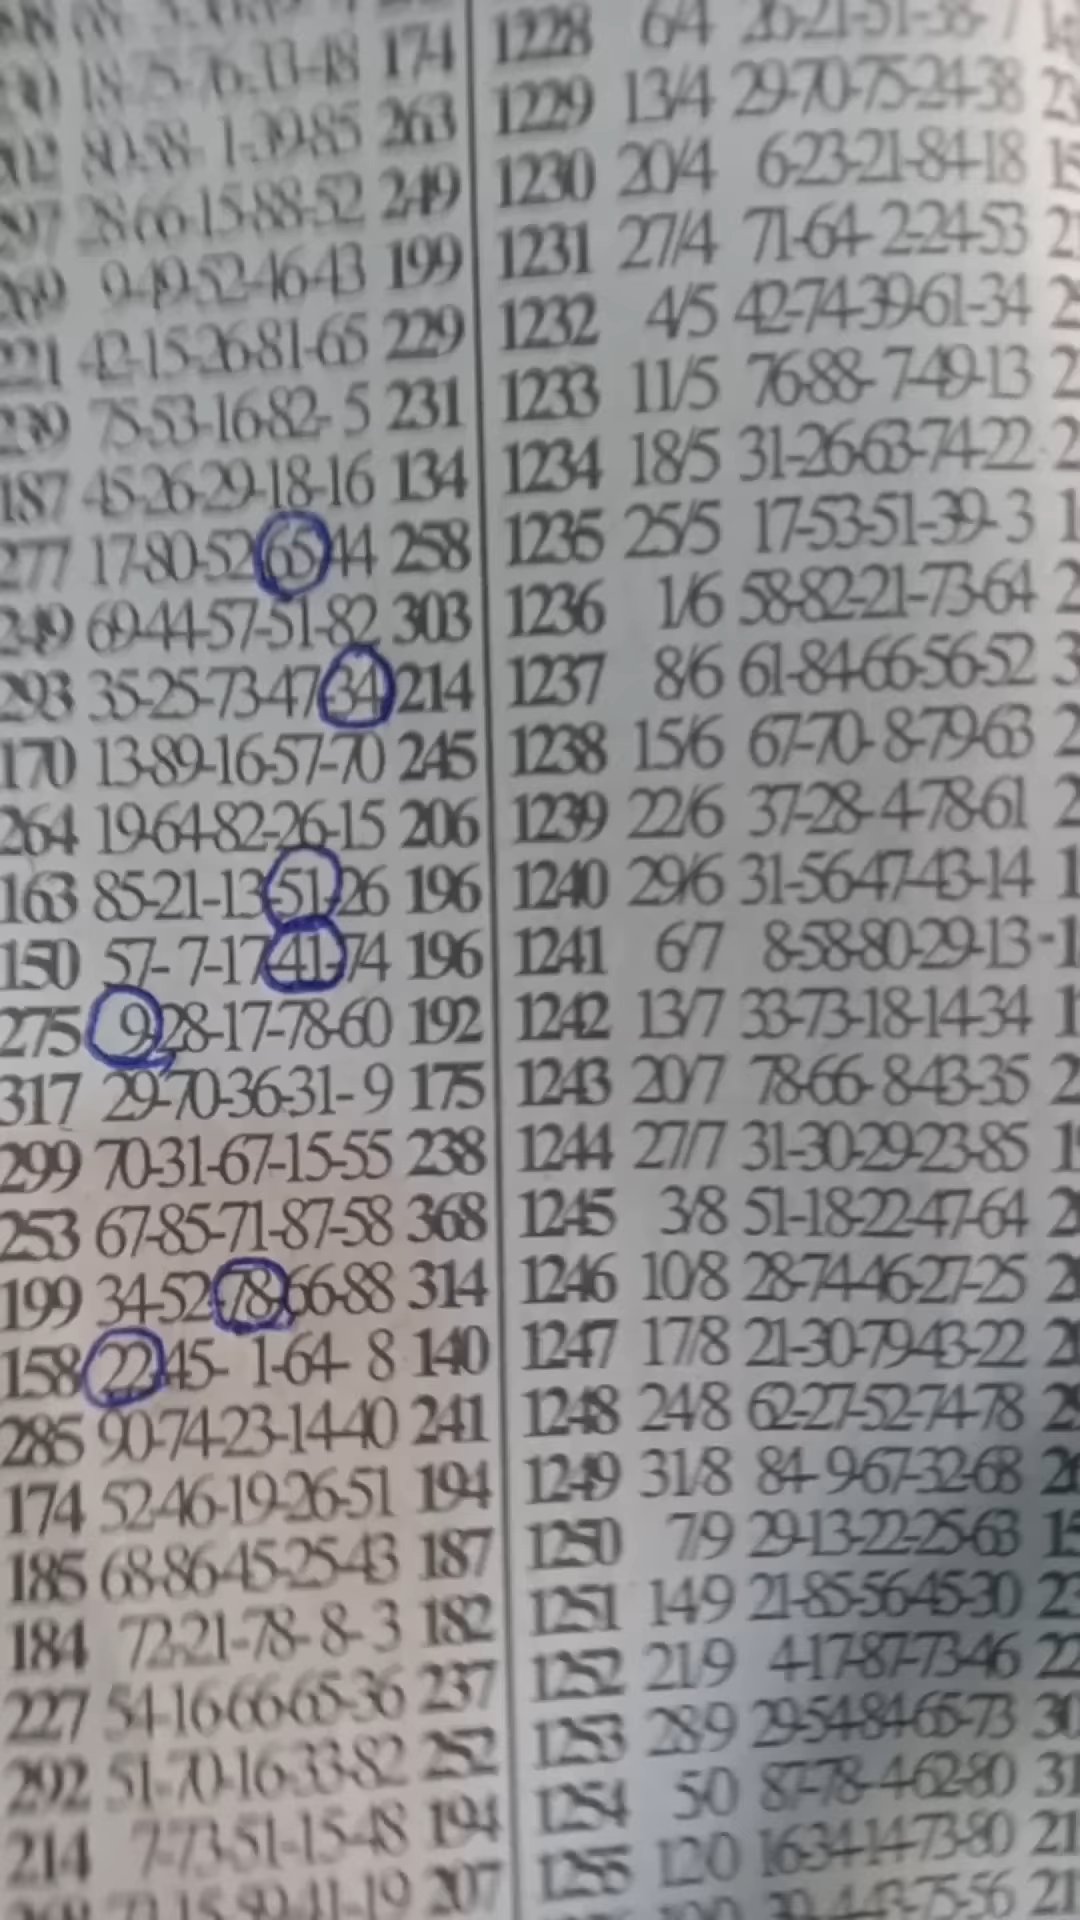 174 1228 6/4 26-21-51-38- 7
18-75-76-33-48
80-58- 1-39-85 263 1229 13/4 29-70-75-24-38
28-66-15-88-52 249 1230 20/4 6-23-21-84-18
9-49-52-46-43 199 1231 27/4 71-64- 2-24-53
221 42-15-26-81-65 229 1232 4/5 42-74-39-61-34
239 75-53-16-82- 5 231 1233 11/5 76-88- 7-49-13
187 45-26-29-18-16 134 1234 18/5 31-26-63-74-22
277 17-80-52-65-44 258 1235 25/5 17-53-51-39- 3
249 69-44-57-51-82 303 1236 1/6 58-82-21-73-64
293 35-25-73-47-34 214 1237 8/6 61-84-66-56-52
170 13-89-16-57-70 245 1238 15/6 67-70- 8-79-63
264 19-64-82-26-15 206 1239 22/6 37-28- 4-78-61
163 85-21-13-51-26 196 1240 29/6 31-56-47-43-14
150 57- 7-17-41-74 196 1241 6/7 8-58-80-29-13
275 9-28-17-78-60 192 1242 13/7 33-73-18-14-34
317 29-70-36-31- 9 175 1243 20/7 78-66- 8-43-35
299 70-31-67-15-55 238 1244 27/7 31-30-29-23-85
253 67-85-71-87-58 368 1245 3/8 51-18-22-47-64
199 34-52-78-66-88 314 1246 10/8 28-74-46-27-25
158 22-45- 1-64- 8 140 1247 17/8 21-30-79-43-22
285 90-74-23-14-40 241 1248 24/8 62-27-52-74-78
174 52-46-19-26-51 194 1249 31/8 84- 9-67-32-68
185 68-86-45-25-43 187 1250 7/9 29-13-22-25-63
184 72-21-78- 8- 3 182 1251 14/9 21-85-56-45-30
227 54-16-66-65-36 237 1252 21/9 4-17-87-73-46
292 51-70-16-33-82 252 1253 28/9 29-54-84-65-73
214 7-73-51-15-48 194 1254 5/0 87-78- 4-62-80
207 1255 12/0 16-34-14-73-80